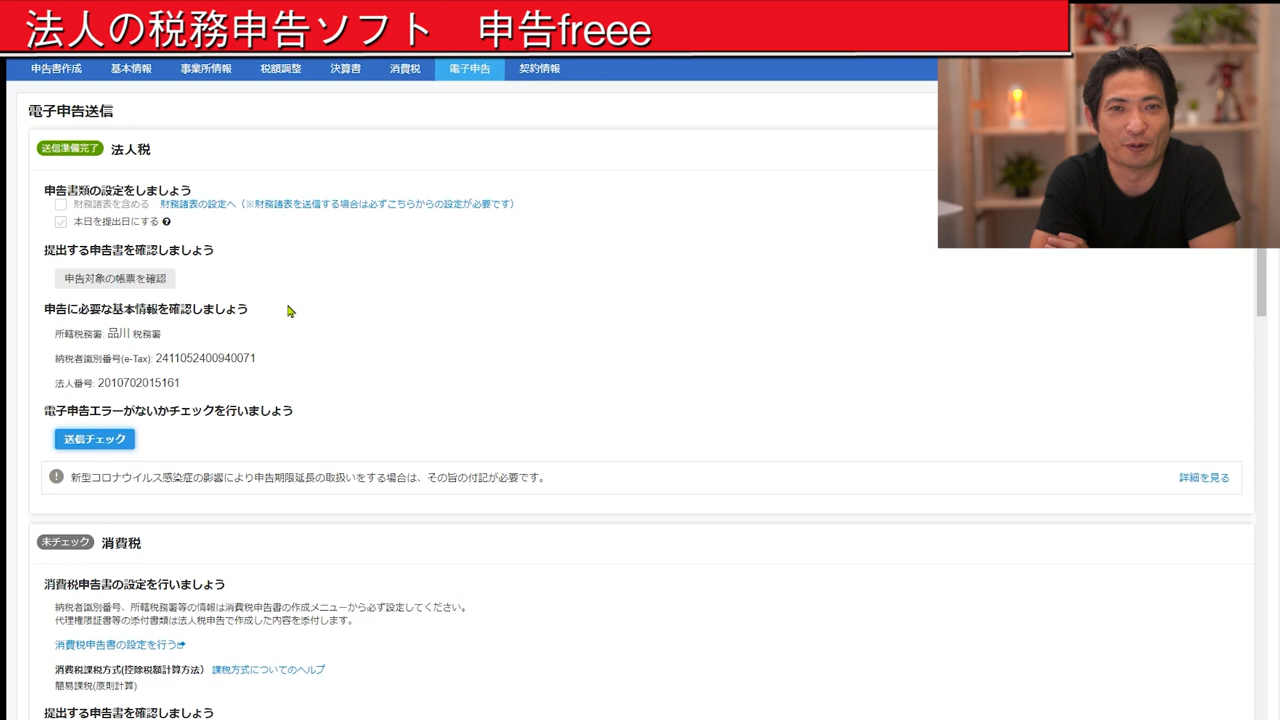 法人の税務申告ソフト　申告freee
申告書作成 基本情報 事業所情報 税額調整 決算書 消費税 電子申告 契約情報
電子申告送信
送信準備完了 法人税
申告書類の設定をしましょう
財務諸表を含める 財務諸表の設定へ（※財務諸表を送信する場合は必ずこちらからの設定が必要です）
本日を提出日にする ?
提出する申告書を確認しましょう
申告対象の帳票を確認
申告に必要な基本情報を確認しましょう
所轄税務署: 品川 税務署
納税者識別番号(e-Tax): 2411052400940071
法人番号: 2010702015161
電子申告エラーがないかチェックを行いましょう
送信チェック
! 新型コロナウイルス感染症の影響により申告期限延長の取扱いをする場合は、その旨の付記が必要です。 詳細を見る
未チェック 消費税
消費税申告書の設定を行いましょう
納税者識別番号、所轄税務署等の情報は消費税申告書の作成メニューから必ず設定してください。
代理権限証書等の添付書類は法人税申告で作成した内容を添付します。
消費税申告書の設定を行う
消費税課税方式(控除税額計算方法) 課税方式についてのヘルプ
簡易課税(原則計算)
提出する申告書を確認しましょう